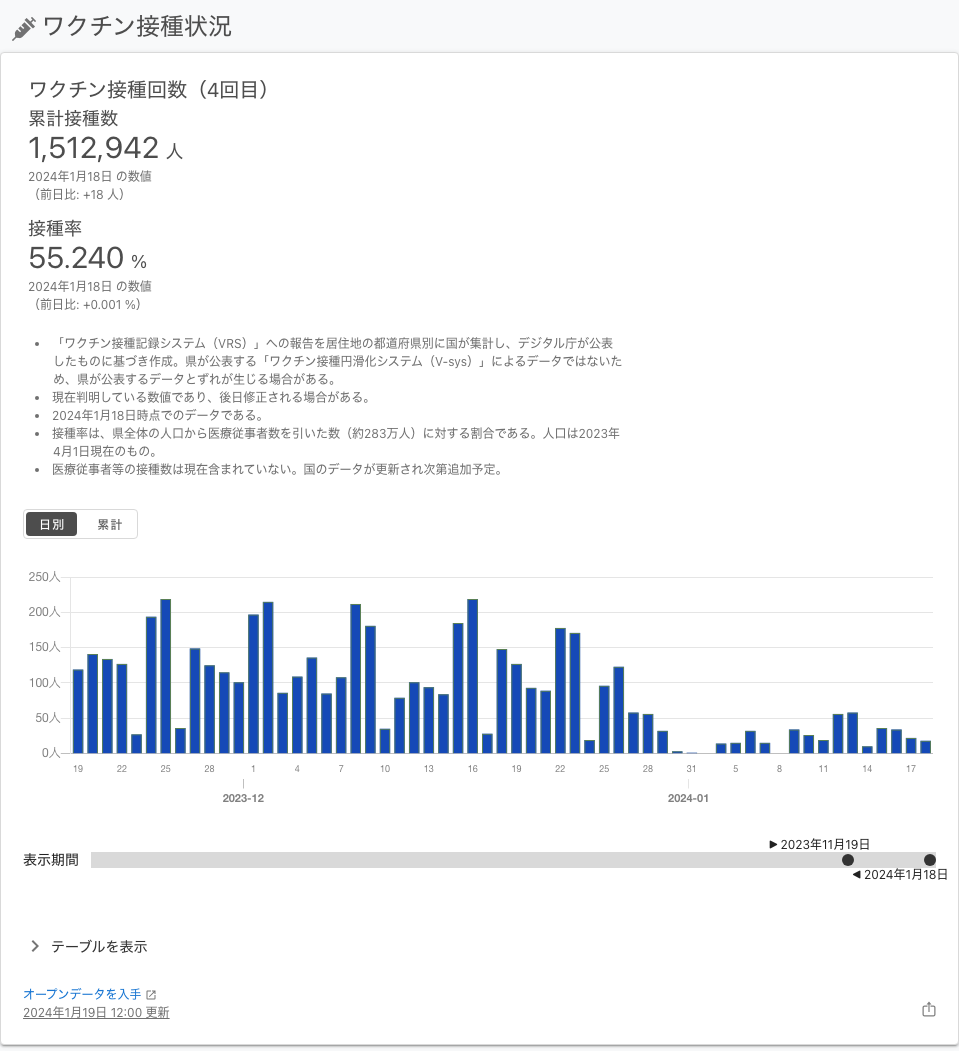 ワクチン接種状況
ワクチン接種回数（4回目）
累計接種数
1,512,942 人
2024年1月18日 の数値
（前日比: +18 人）
接種率
55.240 %
2024年1月18日 の数値
（前日比: +0.001 %）
• 「ワクチン接種記録システム（VRS）」への報告を居住地の都道府県別に国が集計し、デジタル庁が公表
したものに基づき作成。県が公表する「ワクチン接種円滑化システム（V-sys）」によるデータではないた
め、県が公表するデータとずれが生じる場合がある。
• 現在判明している数値であり、後日修正される場合がある。
• 2024年1月18日時点でのデータである。
• 接種率は、県全体の人口から医療従事者数を引いた数（約283万人）に対する割合である。人口は2023年
4月1日現在のもの。
• 医療従事者等の接種数は現在含まれていない。国のデータが更新され次第追加予定。
日別 累計
250人
200人
150人
100人
50人
0人
19 22 25 28 1 4 7 10 13 16 19 22 25 28 31 5 8 11 14 17
2023-12 2024-01
▶ 2023年11月19日
表示期間
◀ 2024年1月18日
テーブルを表示
オープンデータを入手
2024年1月19日 12:00 更新